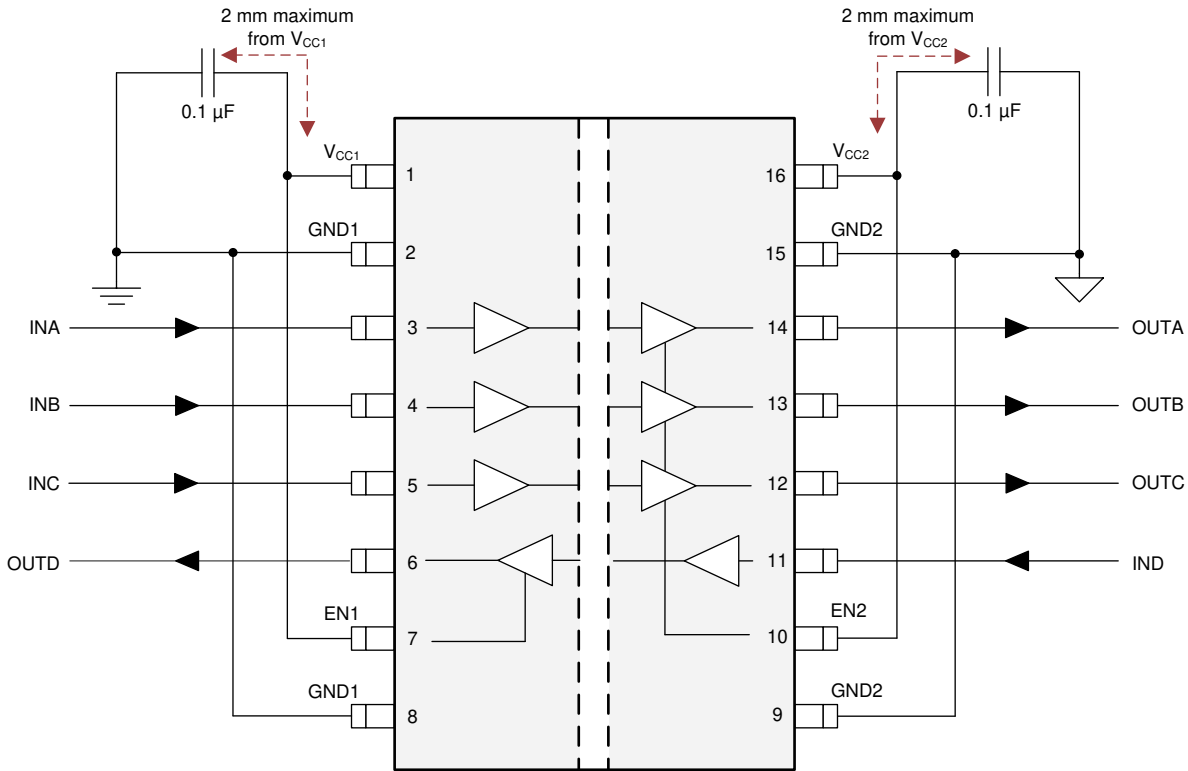 2 mm maximum
from VCC1
2 mm maximum
from VCC2
0.1 µF
0.1 µF
VCC1
1
16
VCC2
GND1
2
15
GND2
INA
3
14
OUTA
INB
4
13
OUTB
INC
5
12
OUTC
OUTD
6
11
IND
EN1
7
10
EN2
GND1
8
9
GND2